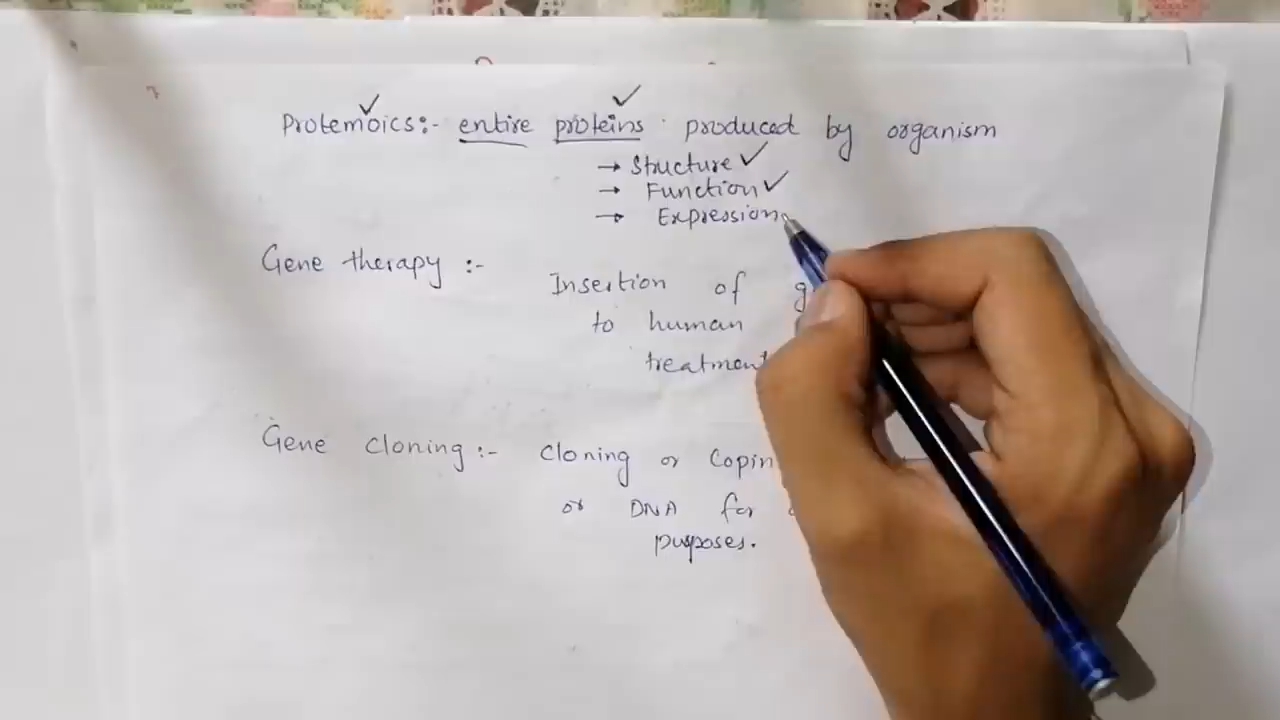 Protemoics:- entire proteins produced by organism
→ Structure ✓
→ Function ✓
→ Expression
Gene therapy :- Insertion of
to human
treatment
Gene cloning :- cloning or
or DNA for
purposes.